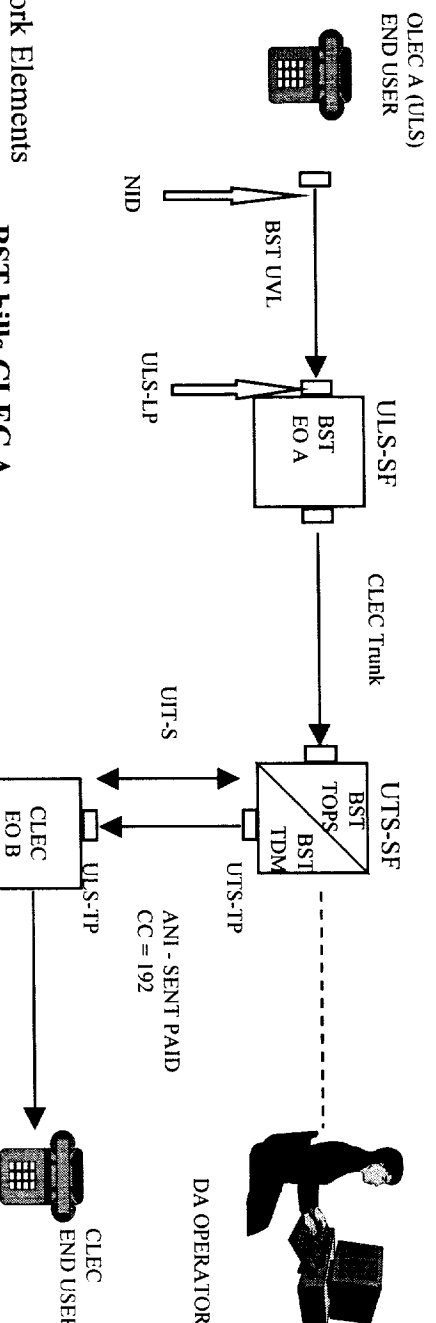 OLEC A (ULS)
END USER
NID
BST UVL
ULS-LP
ULS-SF
BST
EO A
CLEC Trunk
UTS-SF
BST
TOPS
BST
TDM
UTS-TP
UIT-S
ANI - SENT PAID
CC = 192
DA OPERATOR
ULS-TP
CLEC
EO B
CLEC
END USER
ork Elements
BST bills CLEC A